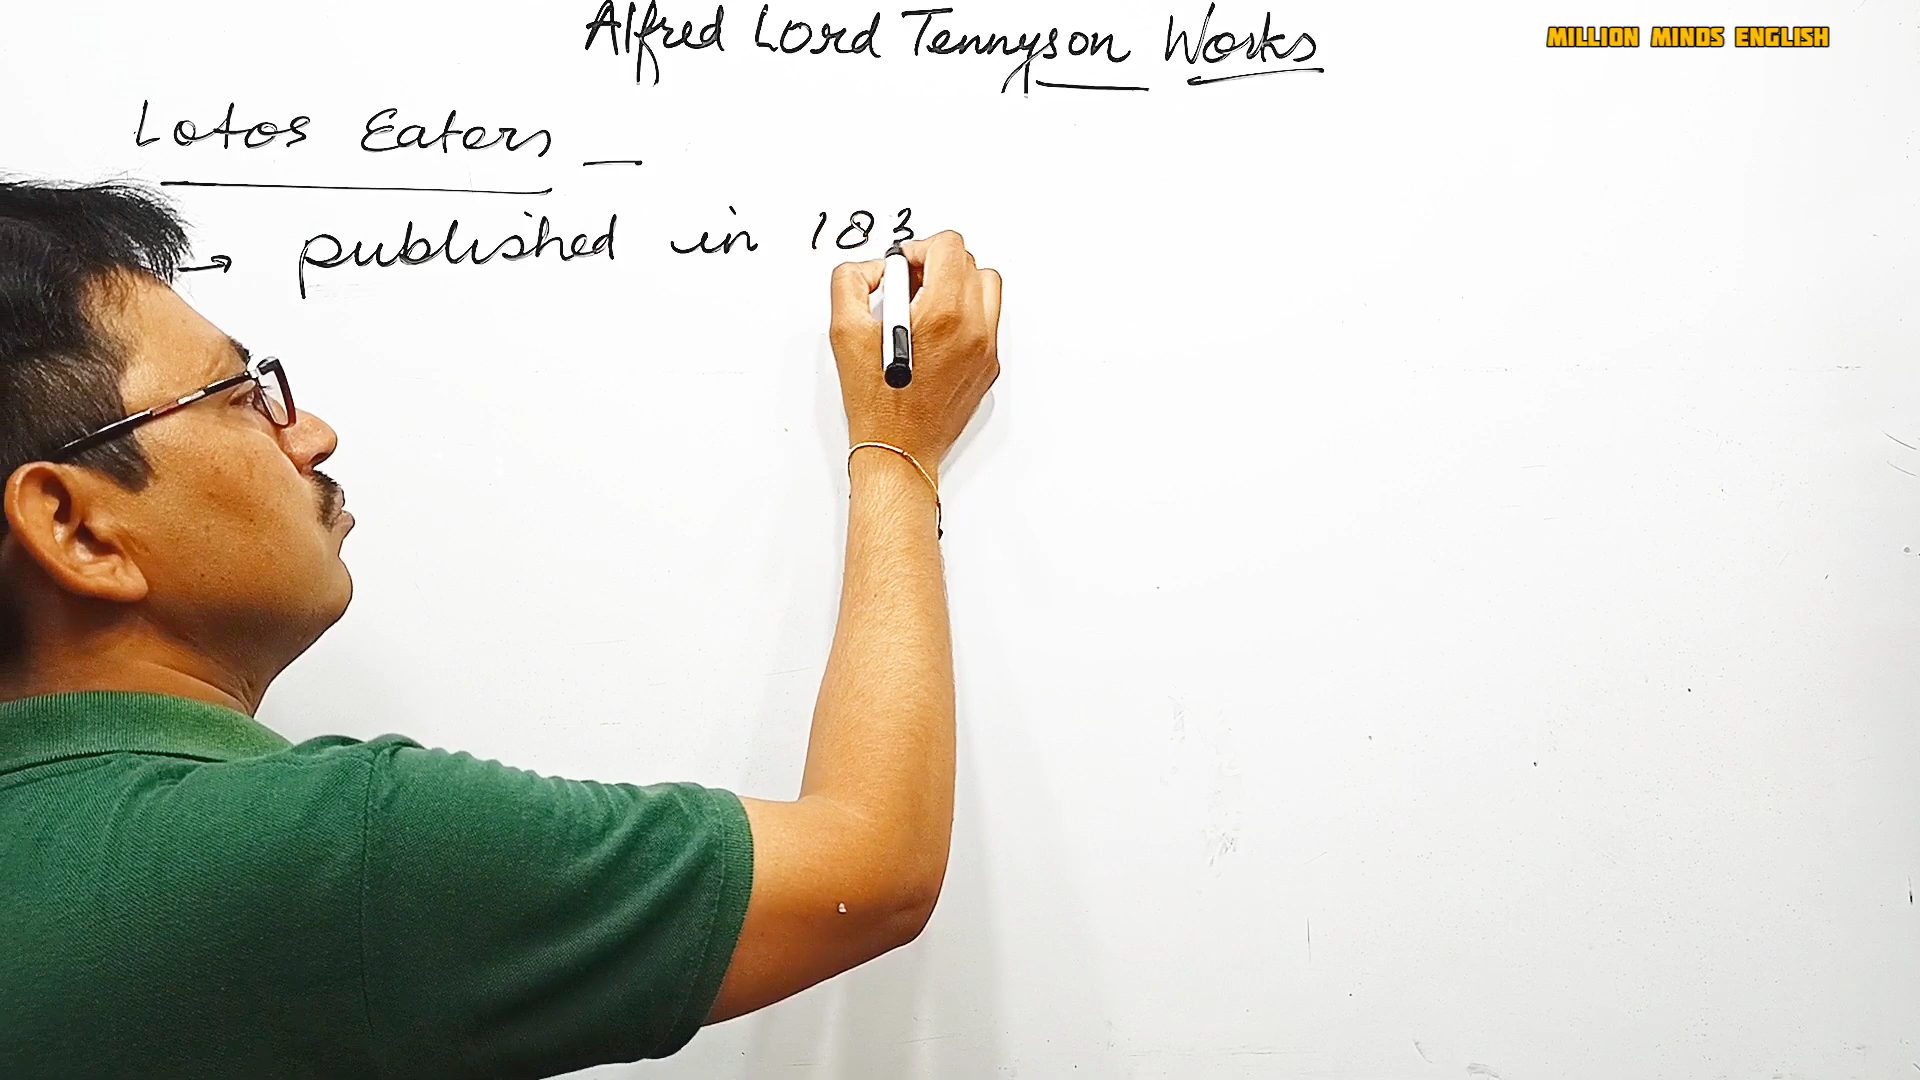 Alfred Lord Tennyson Works
MILLION MINDS ENGLISH
Lotos Eaters _
→ published in 183